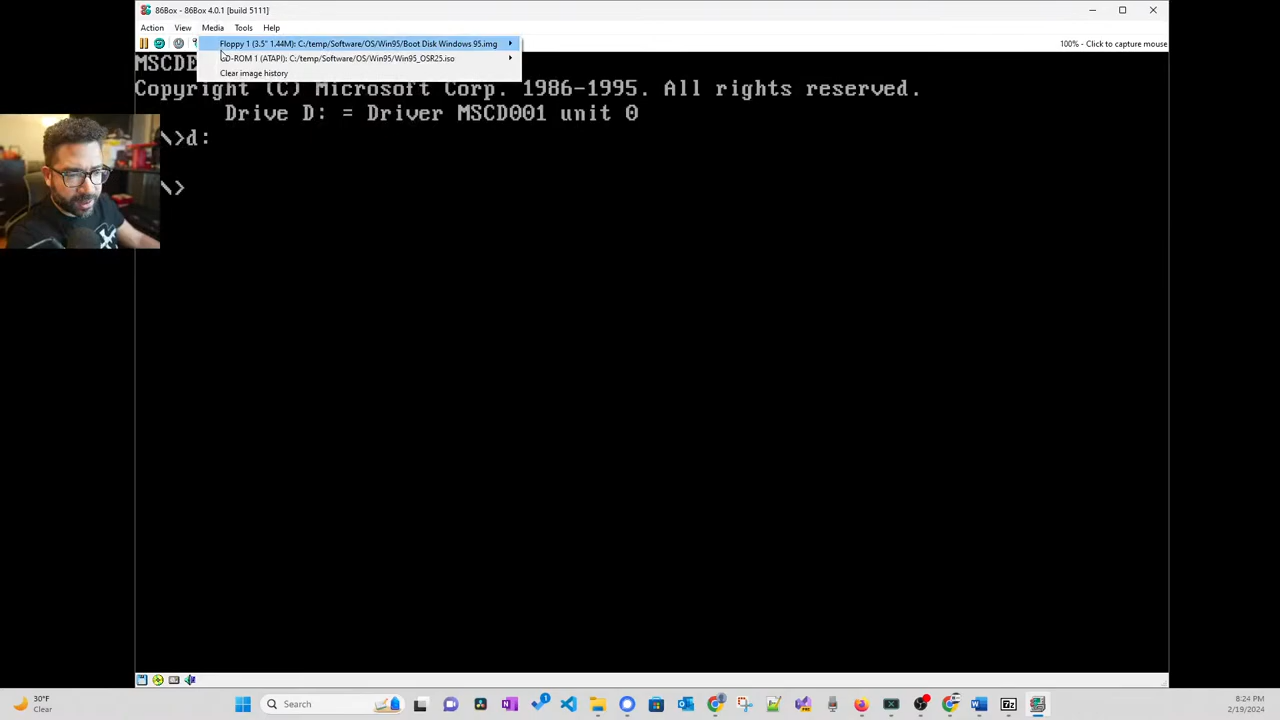 86Box - 86Box 4.0.1 [build 5111]
Action View Media Tools Help
Floppy 1 (3.5" 1.44M): C:/temp/Software/OS/Win95/Boot Disk Windows 95.img
100% - Click to capture mouse
CD-ROM 1 (ATAPI): C:/temp/Software/OS/Win95/Win95_OSR25.iso
MSCDE
Clear image history
Copyright (C) Microsoft Corp. 1986-1995. All rights reserved.
Drive D: = Driver MSCD001 unit 0
\>d:
\>
30°F
Clear
Search
8:24 PM
2/19/2024